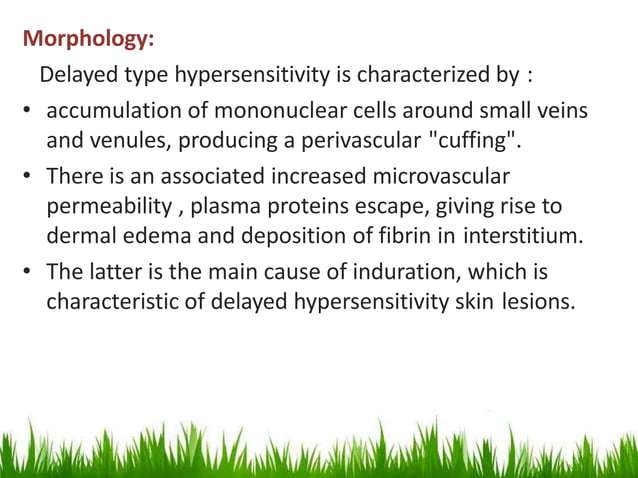 Morphology:
Delayed type hypersensitivity is characterized by :
• accumulation of mononuclear cells around small veins
and venules, producing a perivascular "cuffing".
• There is an associated increased microvascular
permeability , plasma proteins escape, giving rise to
dermal edema and deposition of fibrin in interstitium.
• The latter is the main cause of induration, which is
characteristic of delayed hypersensitivity skin lesions.